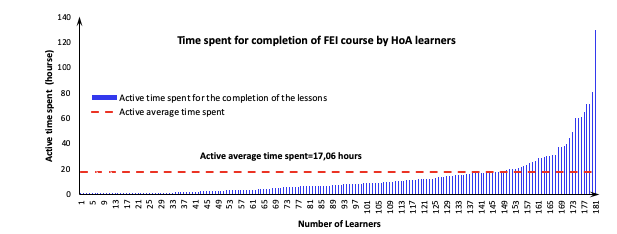 140
Time spent for completion of FEI course by HoA learners
120
100
Active time spent (hourse)
80
Active time spent for the completion of the lessons
Active average time spent
60
40
Active average time spent=17,06 hours
20
0
1 5 9 13 17 21 25 29 33 37 41 45 49 53 57 61 65 69 73 77 81 85 89 93 97 101 105 109 113 117 121 125 129 133 137 141 145 149 153 157 161 165 169 173 177 181
Number of Learners